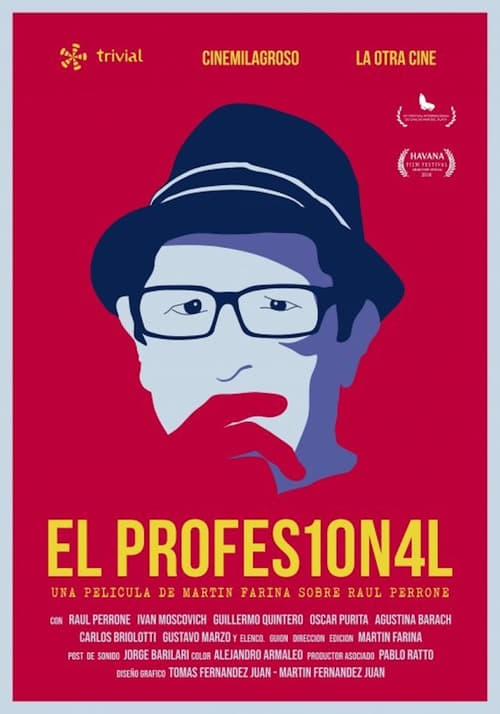 trivial CINEMILAGROSO LA OTRA CINE
HAVANA
FILM FESTIVAL
EL PROFES1ON4L
UNA PELICULA DE MARTIN FARINA SOBRE RAUL PERRONE
CON RAUL PERRONE IVAN MOSCOVICH GUILLERMO QUINTERO OSCAR PURITA AGUSTINA BARACH
CARLOS BRIOLOTTI GUSTAVO MARZO Y ELENCO. GUION DIRECCION EDICION MARTIN FARINA
POST DE SONIDO JORGE BARILARI COLOR ALEJANDRO ARMALEO PRODUCTOR ASOCIADO PABLO RATTO
DISEÑO GRAFICO TOMAS FERNANDEZ JUAN - MARTIN FERNANDEZ JUAN